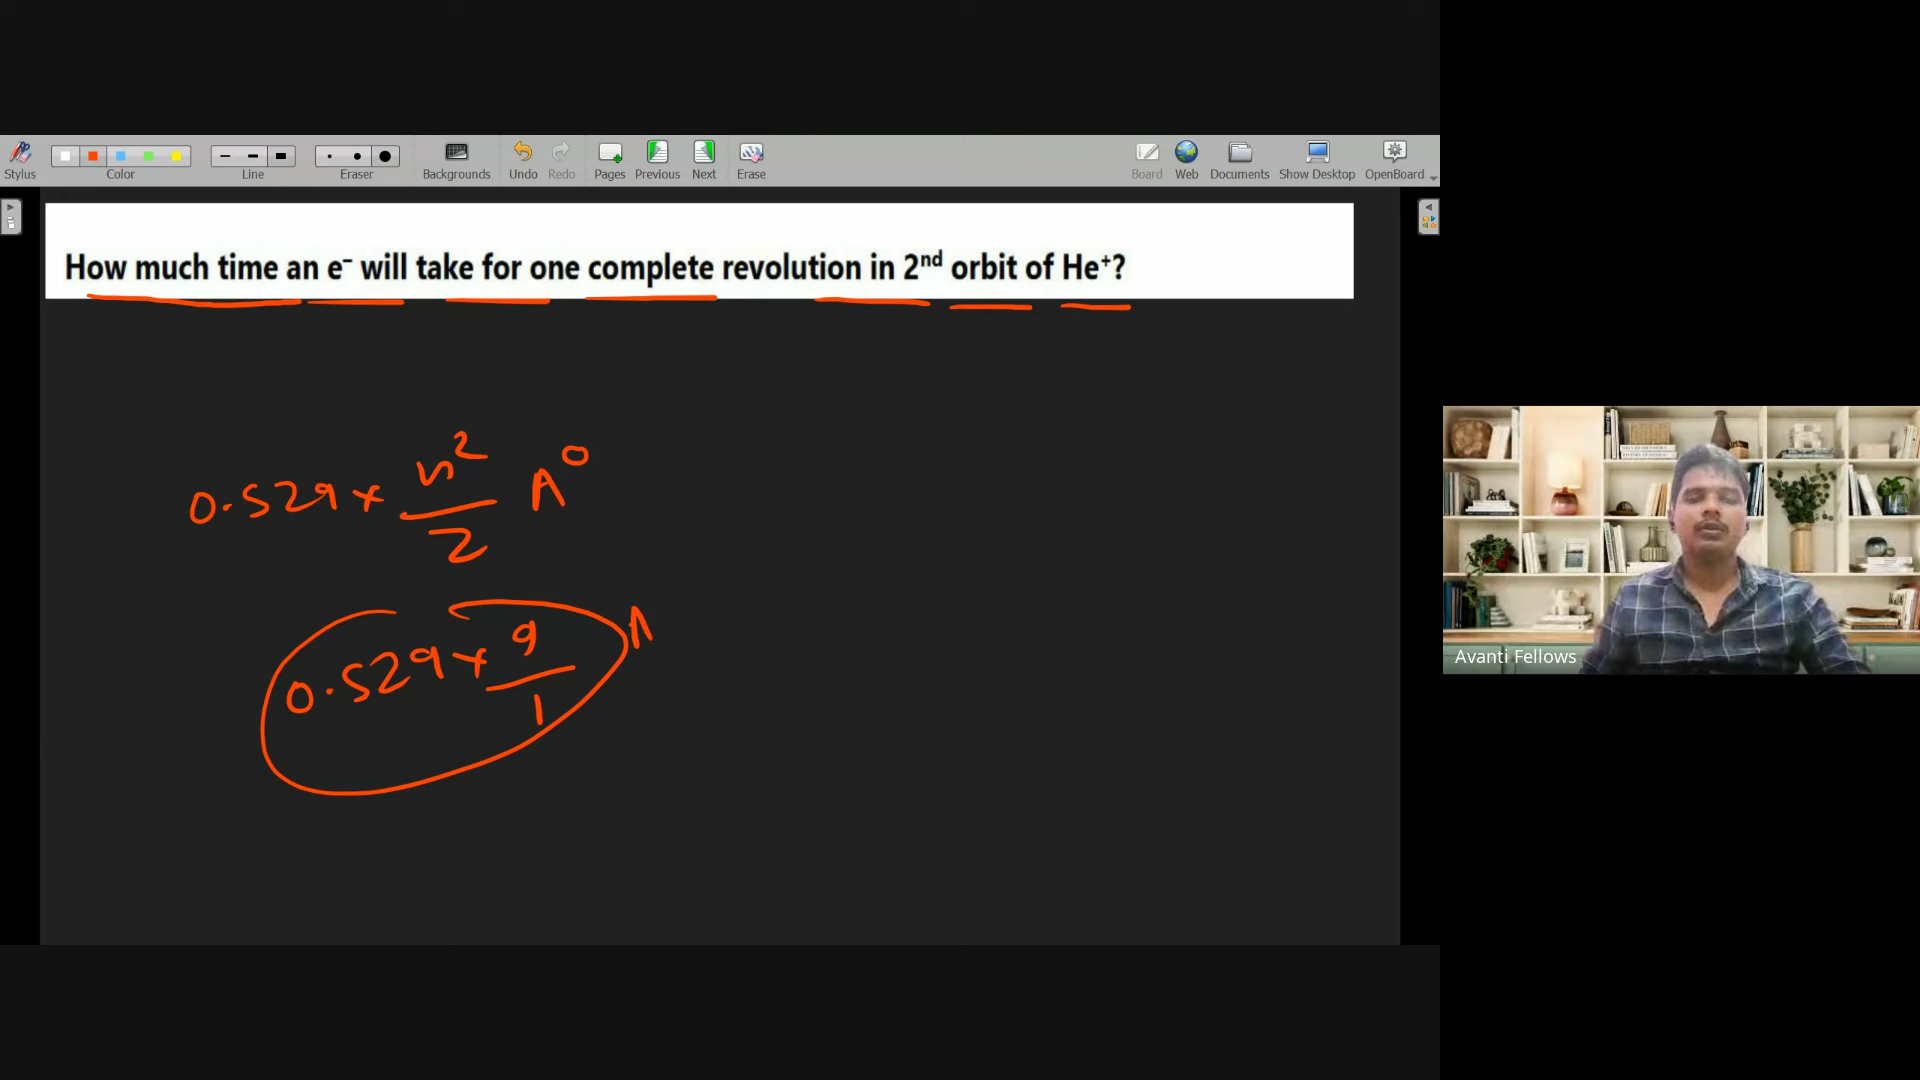 Stylus Color Line Eraser Backgrounds Undo Redo Pages Previous Next Erase Board Web Documents Show Desktop OpenBoard
How much time an e⁻ will take for one complete revolution in 2ⁿᵈ orbit of He⁺?
0.529 × n²/Z A⁰
0.529 × 9/1 A
Avanti Fellows